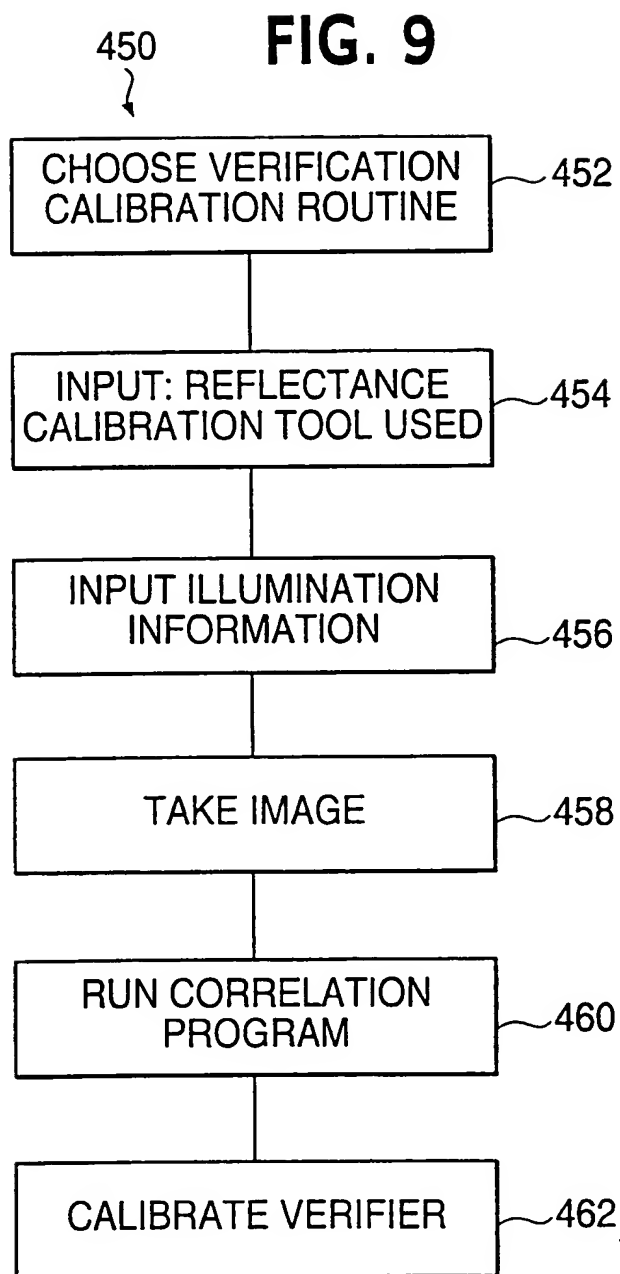 FIG. 9
450
CHOOSE VERIFICATION
CALIBRATION ROUTINE
452
INPUT: REFLECTANCE
CALIBRATION TOOL USED
454
INPUT ILLUMINATION
INFORMATION
456
TAKE IMAGE
458
RUN CORRELATION
PROGRAM
460
CALIBRATE VERIFIER
462